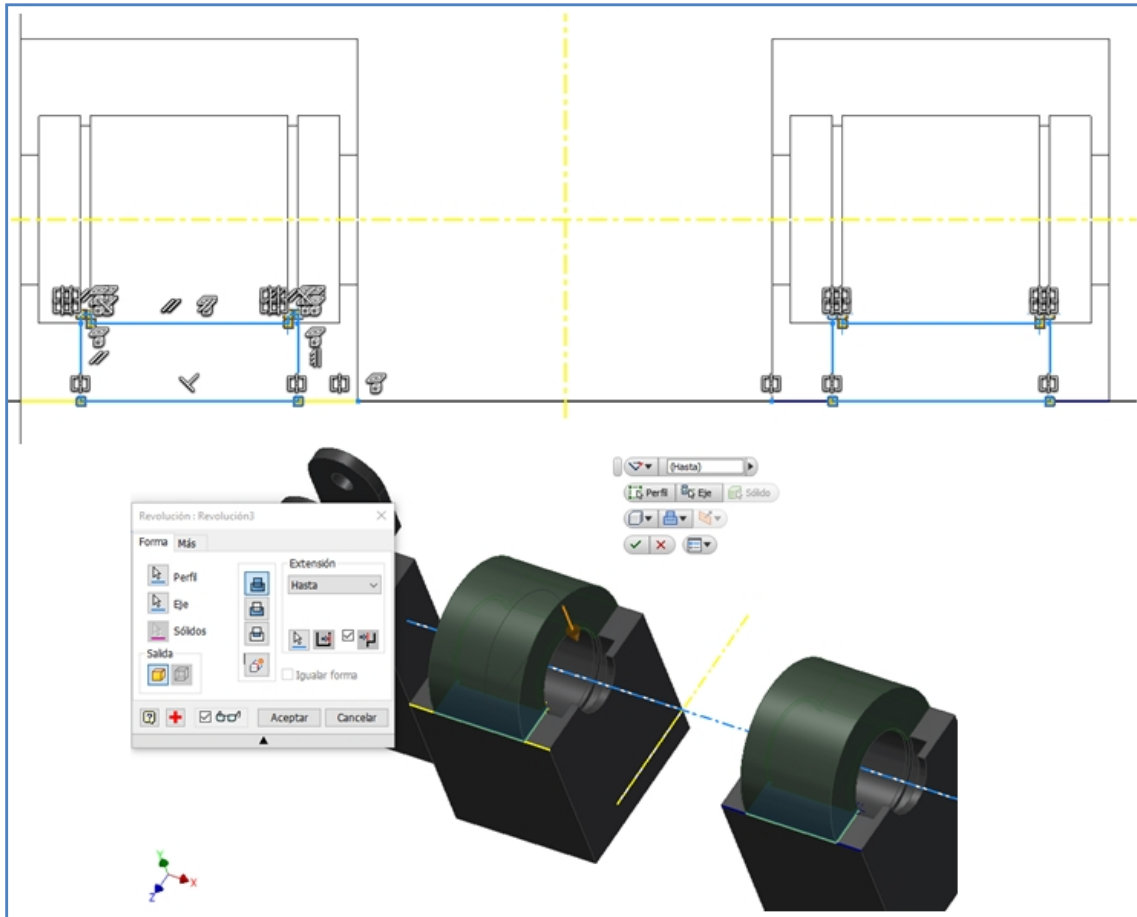 (Hasta)
Perfil Eje Sólido
Revolución : Revolución3
Forma Más
Perfil
Eje
Sólidos
Salida
Extensión
Hasta
Igualar forma
Aceptar Cancelar
Y
X
Z